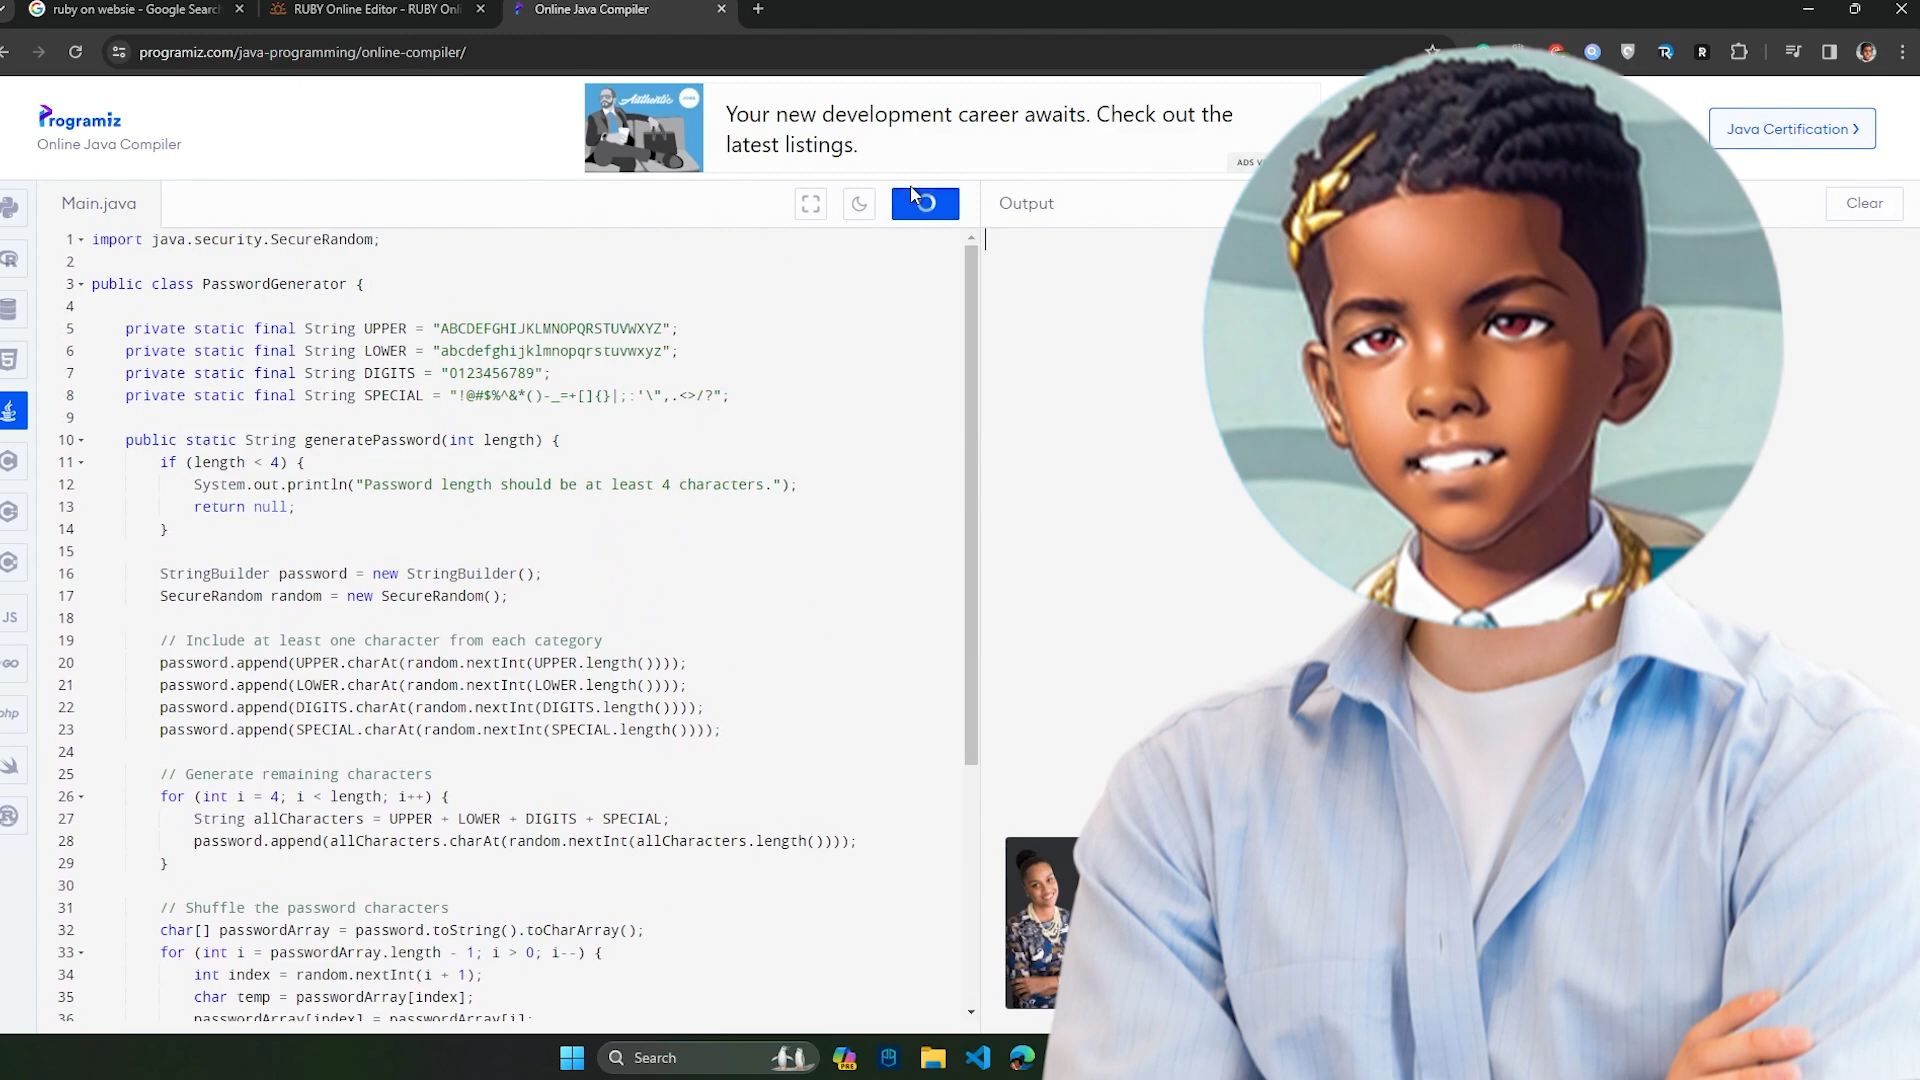 ruby on websie - Google Search
RUBY Online Editor - RUBY Onli
Online Java Compiler
programiz.com/java-programming/online-compiler/
Programiz
Online Java Compiler
Authentic
JOBS
Your new development career awaits. Check out the
latest listings.
ADS V
Java Certification
Main.java
Output
Clear
1 import java.security.SecureRandom;
2
3 public class PasswordGenerator {
4
5 private static final String UPPER = "ABCDEFGHIJKLMNOPQRSTUVWXYZ";
6 private static final String LOWER = "abcdefghijklmnopqrstuvwxyz";
7 private static final String DIGITS = "0123456789";
8 private static final String SPECIAL = "!@#$%^&*()-_=+[]{}|;:'\",.<>/?";
9
10 public static String generatePassword(int length) {
11 if (length < 4) {
12 System.out.println("Password length should be at least 4 characters.");
13 return null;
14 }
15
16 StringBuilder password = new StringBuilder();
17 SecureRandom random = new SecureRandom();
18
19 // Include at least one character from each category
20 password.append(UPPER.charAt(random.nextInt(UPPER.length())));
21 password.append(LOWER.charAt(random.nextInt(LOWER.length())));
22 password.append(DIGITS.charAt(random.nextInt(DIGITS.length())));
23 password.append(SPECIAL.charAt(random.nextInt(SPECIAL.length())));
24
25 // Generate remaining characters
26 for (int i = 4; i < length; i++) {
27 String allCharacters = UPPER + LOWER + DIGITS + SPECIAL;
28 password.append(allCharacters.charAt(random.nextInt(allCharacters.length())));
29 }
30
31 // Shuffle the password characters
32 char[] passwordArray = password.toString().toCharArray();
33 for (int i = passwordArray.length - 1; i > 0; i--) {
34 int index = random.nextInt(i + 1);
35 char temp = passwordArray[index];
36 passwordArray[index] = passwordArray[i];
JS
GO
php
Search
PRE